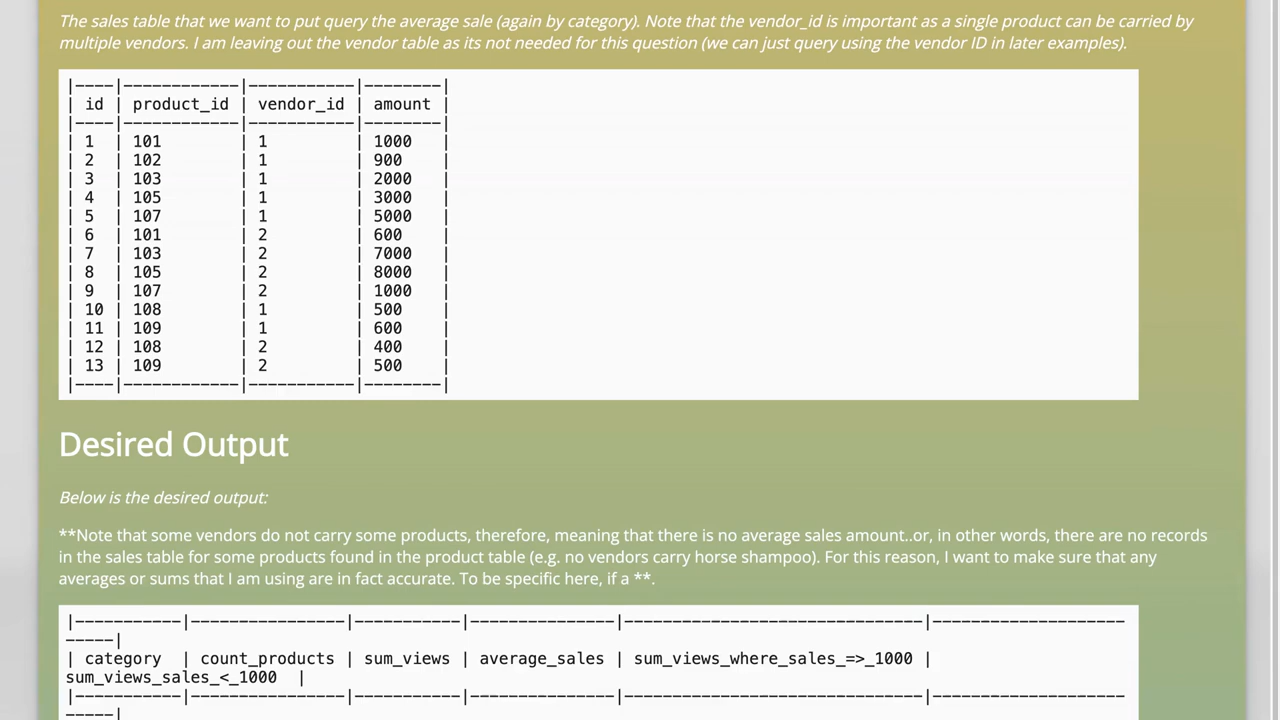 The sales table that we want to put query the average sale (again by category). Note that the vendor_id is important as a single product can be carried by
multiple vendors. I am leaving out the vendor table as its not needed for this question (we can just query using the vendor ID in later examples).
|----|------------|-----------|--------|
| id | product_id | vendor_id | amount |
|----|------------|-----------|--------|
| 1 | 101 | 1 | 1000 |
| 2 | 102 | 1 | 900 |
| 3 | 103 | 1 | 2000 |
| 4 | 105 | 1 | 3000 |
| 5 | 107 | 1 | 5000 |
| 6 | 101 | 2 | 600 |
| 7 | 103 | 2 | 7000 |
| 8 | 105 | 2 | 8000 |
| 9 | 107 | 2 | 1000 |
| 10 | 108 | 1 | 500 |
| 11 | 109 | 1 | 600 |
| 12 | 108 | 2 | 400 |
| 13 | 109 | 2 | 500 |
|----|------------|-----------|--------|
Desired Output
Below is the desired output:
**Note that some vendors do not carry some products, therefore, meaning that there is no average sales amount..or, in other words, there are no records
in the sales table for some products found in the product table (e.g. no vendors carry horse shampoo). For this reason, I want to make sure that any
averages or sums that I am using are in fact accurate. To be specific here, if a **.
|-----------|----------------|-----------|---------------|-------------------------------|--------------------
-----|
| category | count_products | sum_views | average_sales | sum_views_where_sales_=>_1000 |
sum_views_sales_<_1000 |
|-----------|----------------|-----------|---------------|-------------------------------|--------------------
-----|